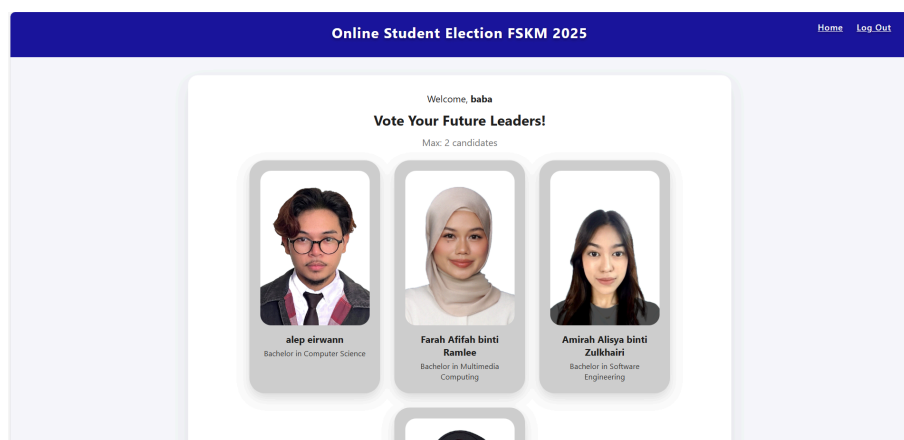 Online Student Election FSKM 2025
Home
Log Out
Welcome, baba
Vote Your Future Leaders!
Max: 2 candidates
alep eirwann
Bachelor in Computer Science
Farah Afifah binti
Ramlee
Bachelor in Multimedia
Computing
Amirah Alisya binti
Zulkhairi
Bachelor in Software
Engineering